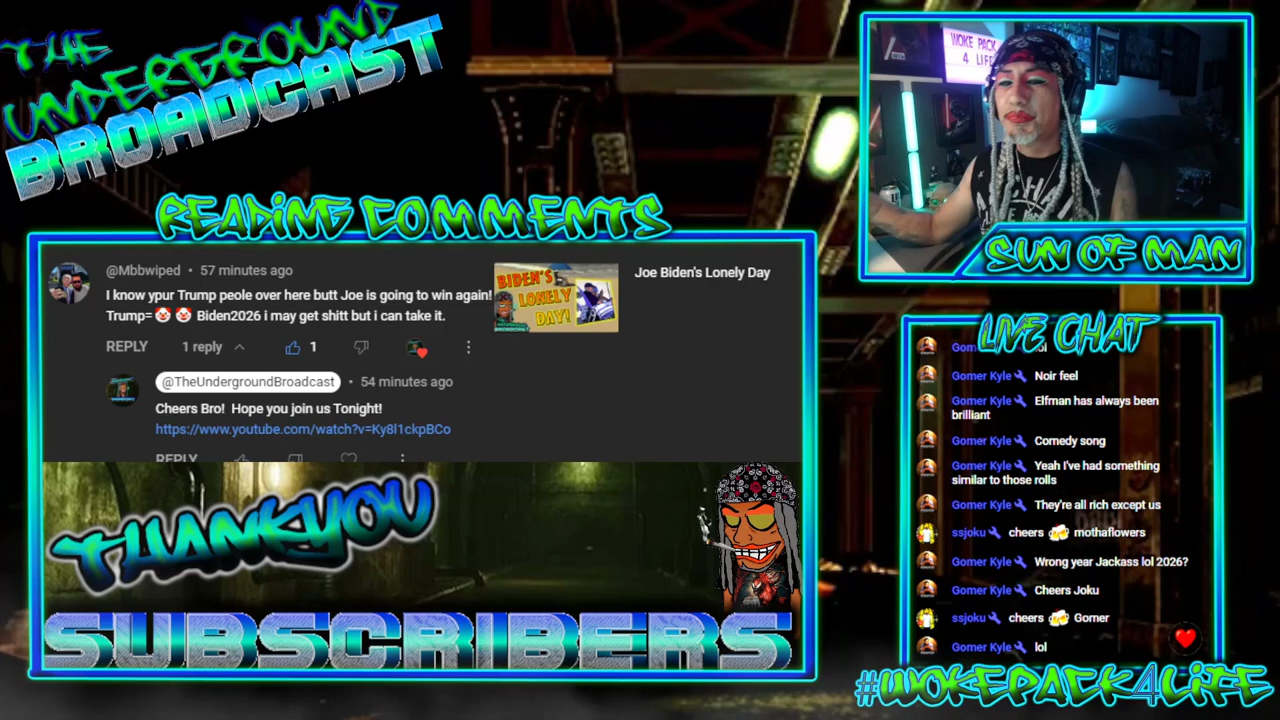 THE
UNDERGROUND
BROADCAST
WOKE PACK
4 LIFE
SUN OF MAN
READING COMMENTS
@Mbbwiped • 57 minutes ago
I know ypur Trump peole over here butt Joe is going to win again!
Trump=🤡 🤡 Biden2026 i may get shitt but i can take it.
REPLY 1 reply 1
BIDEN'S
LONELY
DAY!
Joe Biden's Lonely Day
@TheUndergroundBroadcast • 54 minutes ago
Cheers Bro! Hope you join us Tonight!
https://www.youtube.com/watch?v=Ky8l1ckpBCo
REPLY
THANKYOU
SUBSCRIBERS
LIVE CHAT
Gomer Kyle Noir feel
Gomer Kyle Elfman has always been
brilliant
Gomer Kyle Comedy song
Gomer Kyle Yeah I've had something
similar to those rolls
Gomer Kyle They're all rich except us
ssjoku cheers 🍻 mothaflowers
Gomer Kyle Wrong year Jackass lol 2026?
Gomer Kyle Cheers Joku
ssjoku cheers 🍻 Gomer
Gomer Kyle lol
#WOKEPACK4LIFE